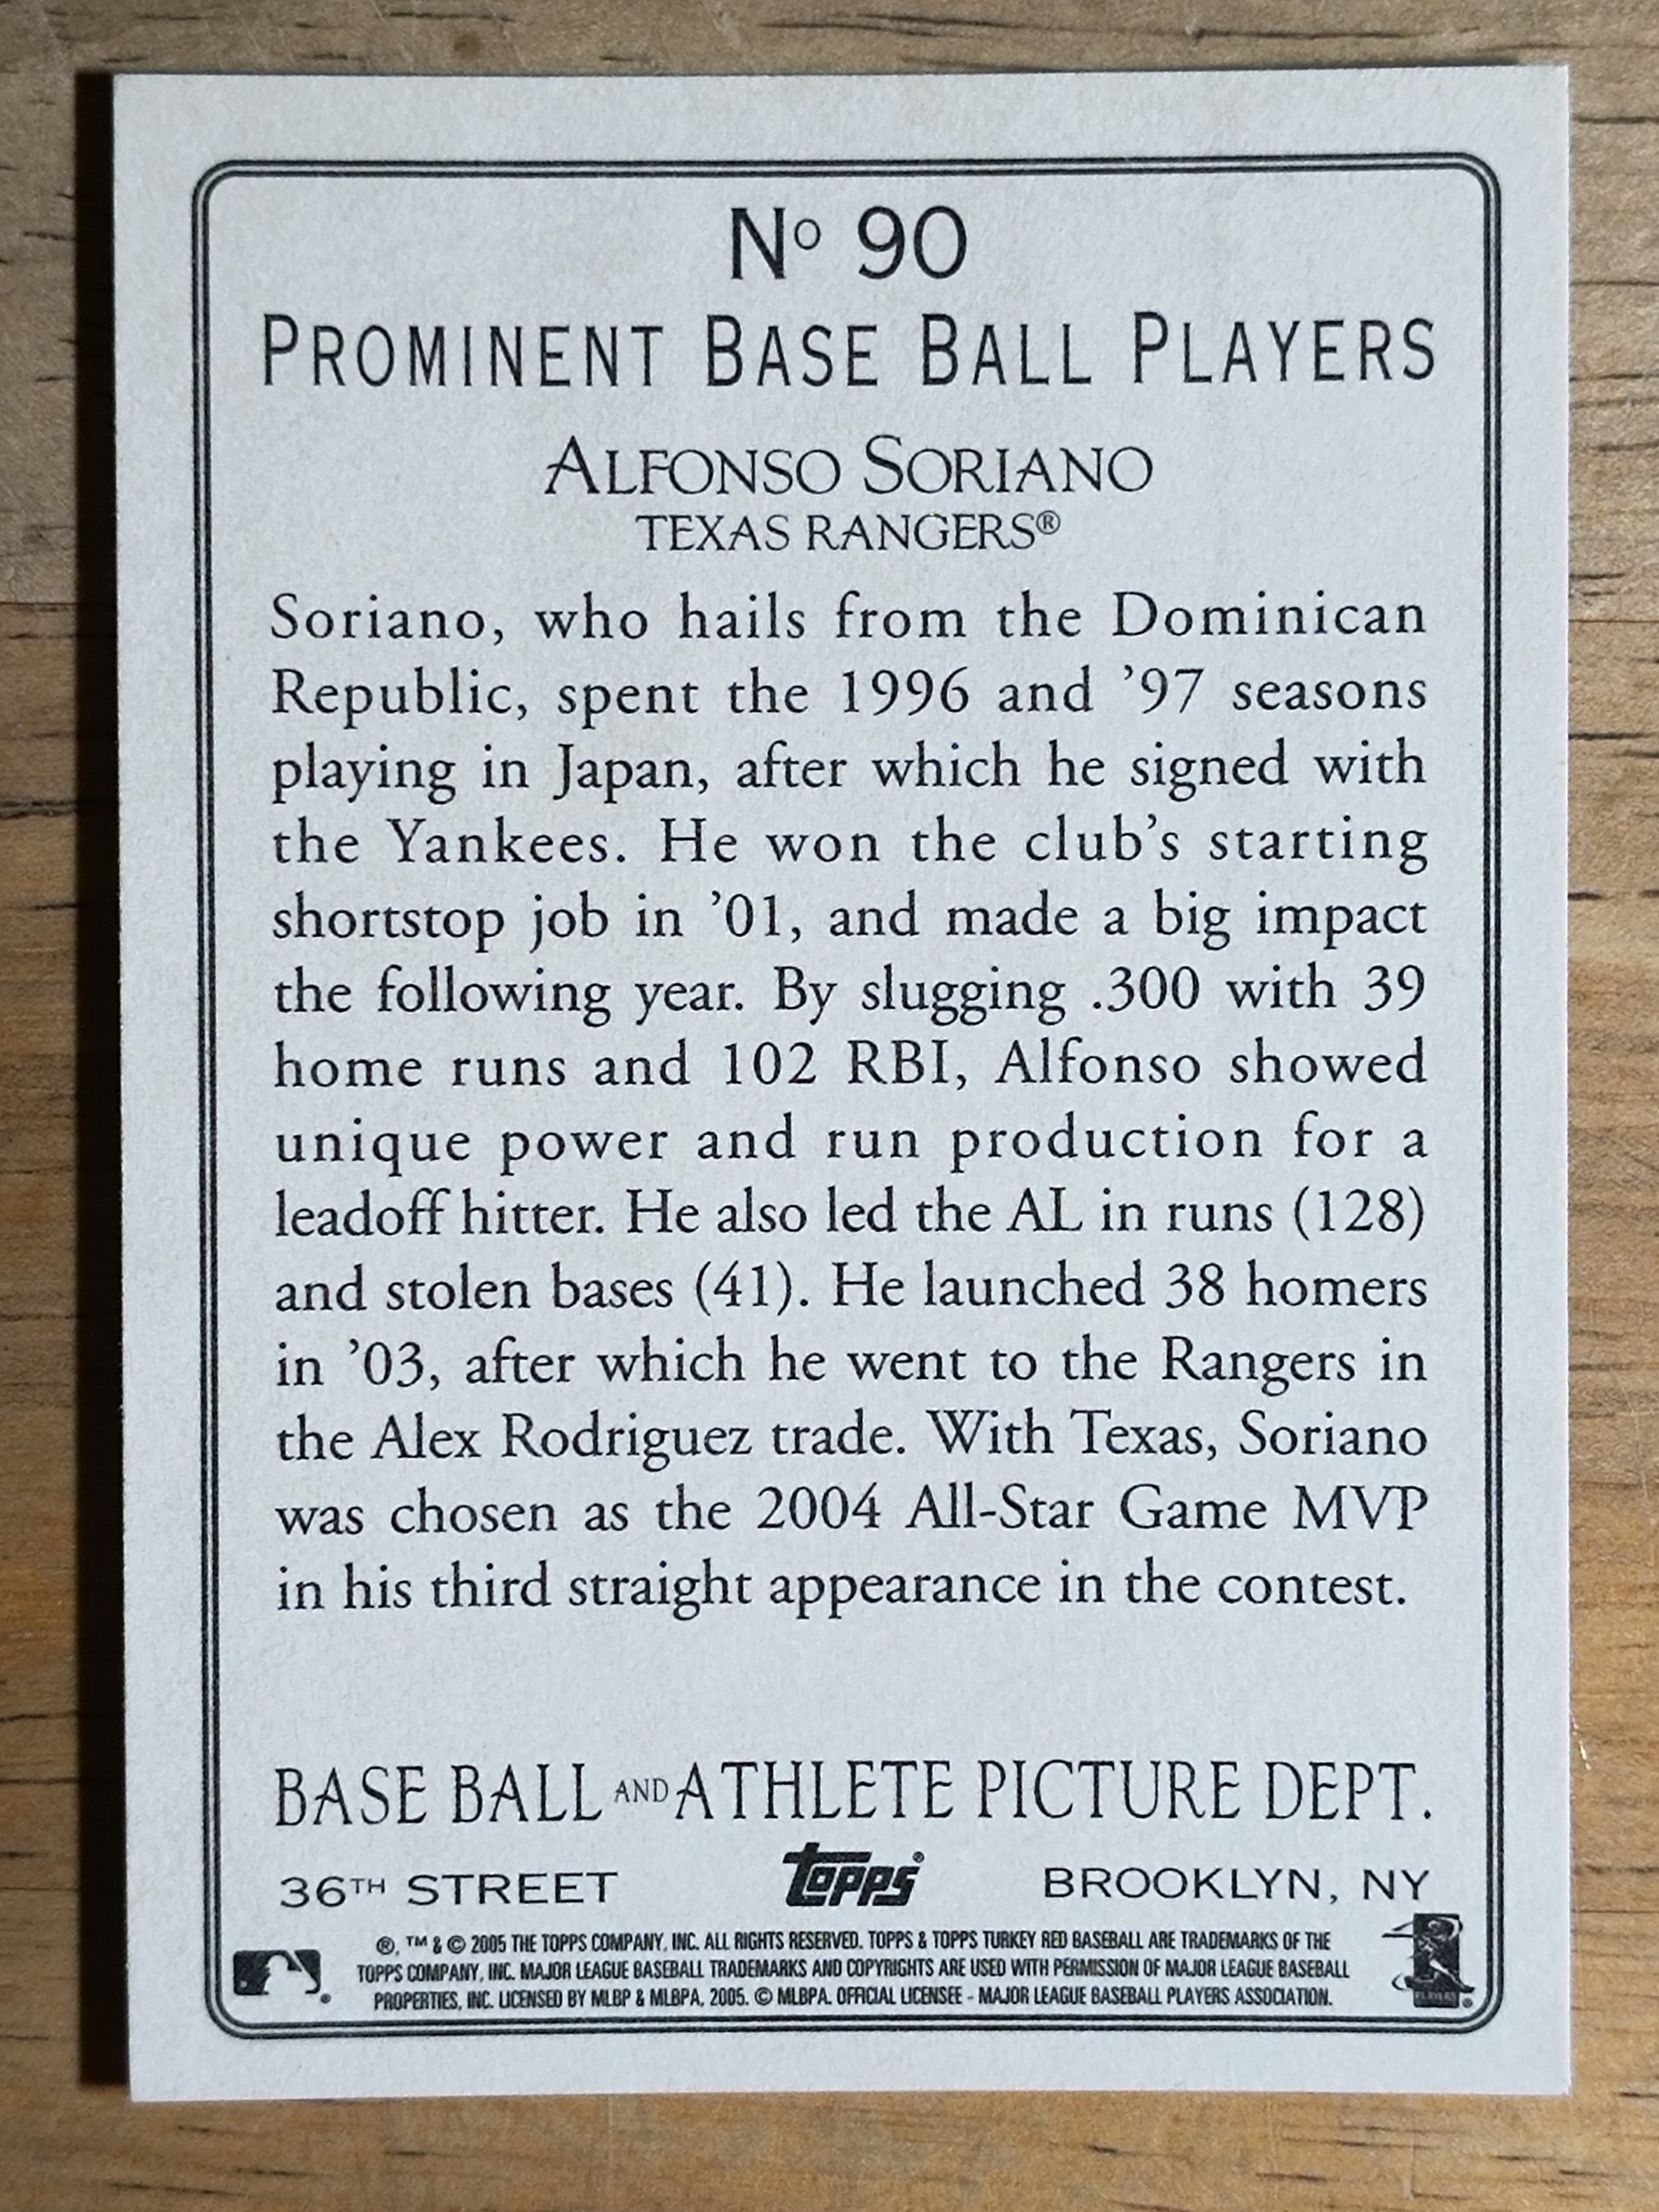 Nº 90
PROMINENT BASE BALL PLAYERS
ALFONSO SORIANO
TEXAS RANGERS®
Soriano, who hails from the Dominican
Republic, spent the 1996 and ’97 seasons
playing in Japan, after which he signed with
the Yankees. He won the club’s starting
shortstop job in ’01, and made a big impact
the following year. By slugging .300 with 39
home runs and 102 RBI, Alfonso showed
unique power and run production for a
leadoff hitter. He also led the AL in runs (128)
and stolen bases (41). He launched 38 homers
in ’03, after which he went to the Rangers in
the Alex Rodriguez trade. With Texas, Soriano
was chosen as the 2004 All-Star Game MVP
in his third straight appearance in the contest.
BASE BALL AND ATHLETE PICTURE DEPT.
36TH STREET topps® BROOKLYN, NY
®, ™ & © 2005 THE TOPPS COMPANY, INC. ALL RIGHTS RESERVED. TOPPS & TOPPS TURKEY RED BASEBALL ARE TRADEMARKS OF THE
TOPPS COMPANY, INC. MAJOR LEAGUE BASEBALL TRADEMARKS AND COPYRIGHTS ARE USED WITH PERMISSION OF MAJOR LEAGUE BASEBALL
PROPERTIES, INC. LICENSED BY MLBP & MLBPA, 2005. © MLBPA. OFFICIAL LICENSEE - MAJOR LEAGUE BASEBALL PLAYERS ASSOCIATION.
PLAYERS